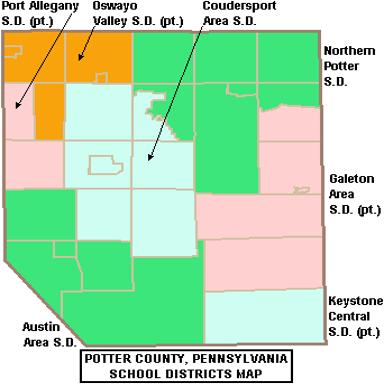 Port Allegany
S.D. (pt.)
Oswayo
Valley S.D. (pt.)
Coudersport
Area S.D.
Northern
Potter
S.D.
Galeton
Area
S.D. (pt.)
Keystone
Central
S.D. (pt.)
Austin
Area S.D.
POTTER COUNTY, PENNSYLVANIA
SCHOOL DISTRICTS MAP